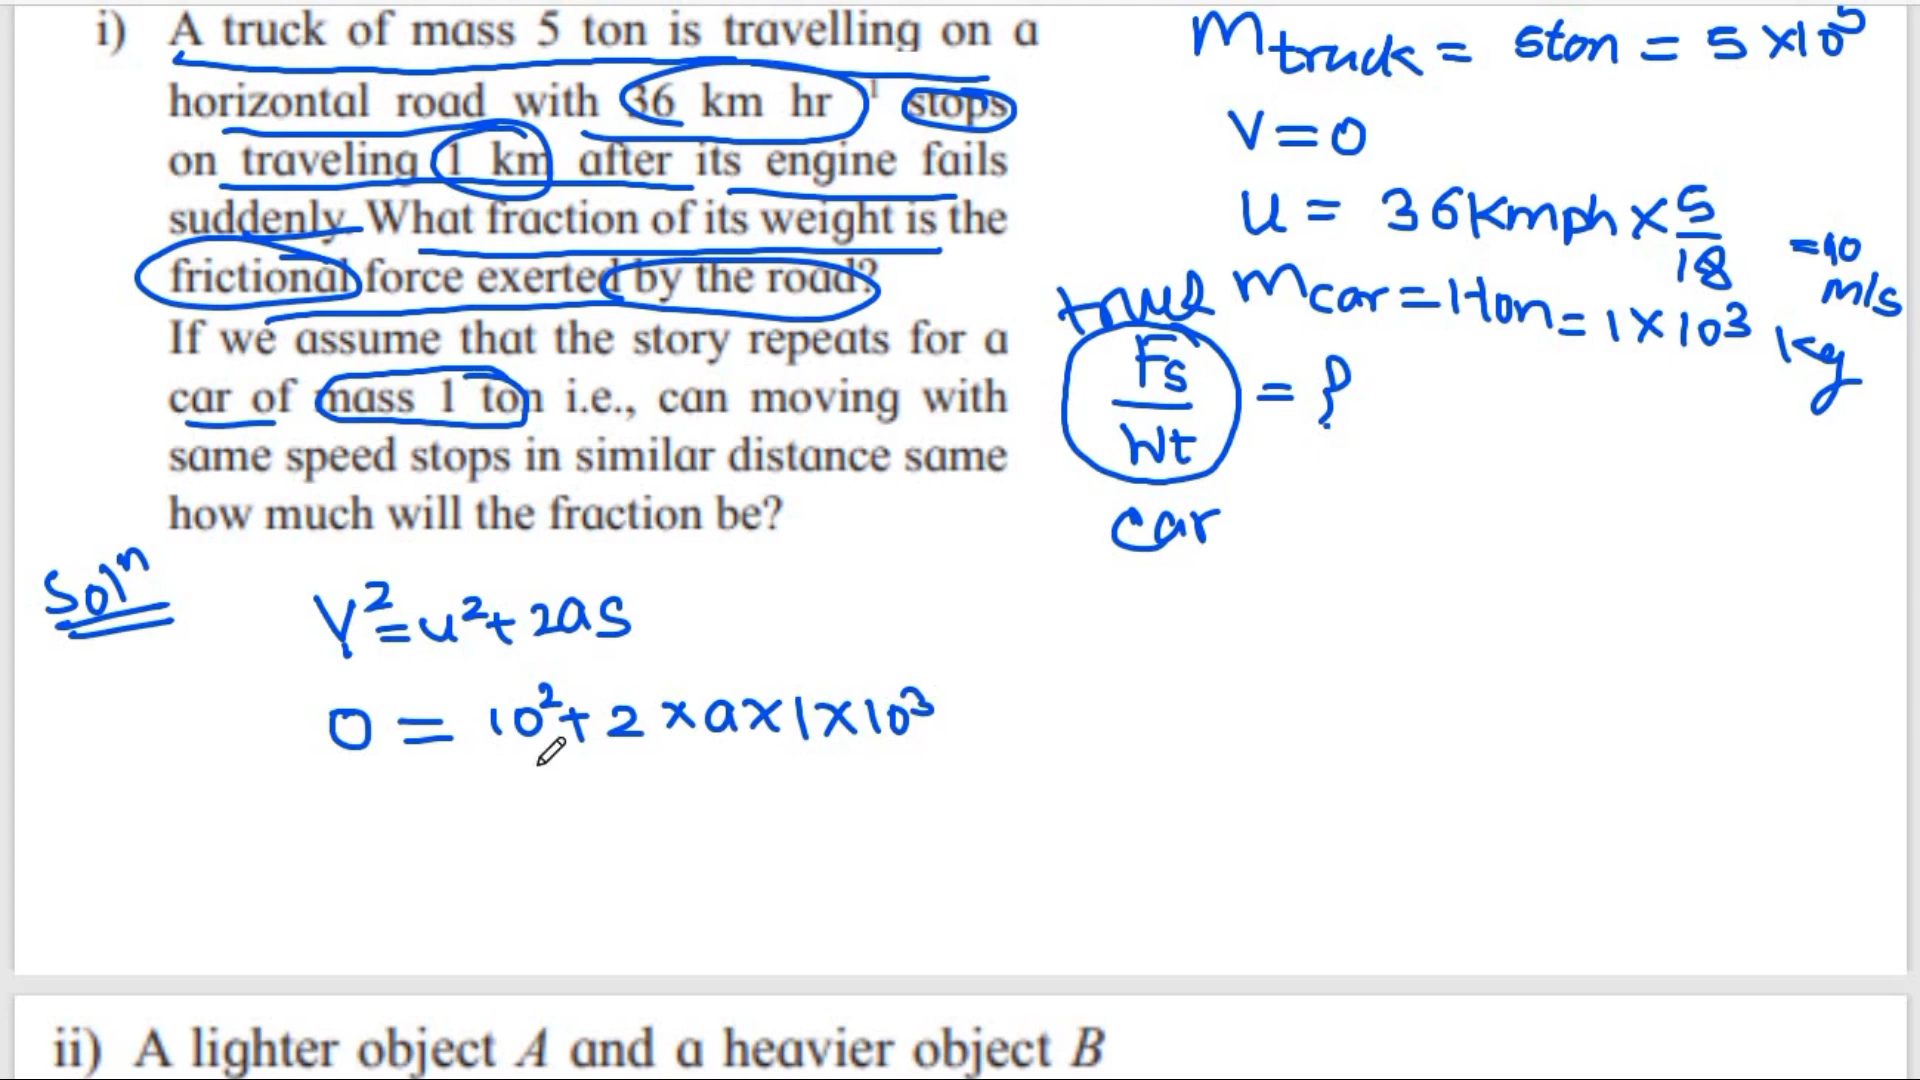 i) A truck of mass 5 ton is travelling on a
horizontal road with 36 km hr ¹ stops
on traveling 1 km after its engine fails
suddenly. What fraction of its weight is the
frictional force exerted by the road?
If we assume that the story repeats for a
car of mass 1 ton i.e., can moving with
same speed stops in similar distance same
how much will the fraction be?
Mtruck = 5ton = 5 ×10
V=0
u = 36Kmph × 5/18 =10 m/s
mcar = 1ton = 1×10³ kg
Fs/Wt = ?
car
Solⁿ
V²=u²+2as
0 = 10²+2×a×1×10³
ii) A lighter object A and a heavier object B